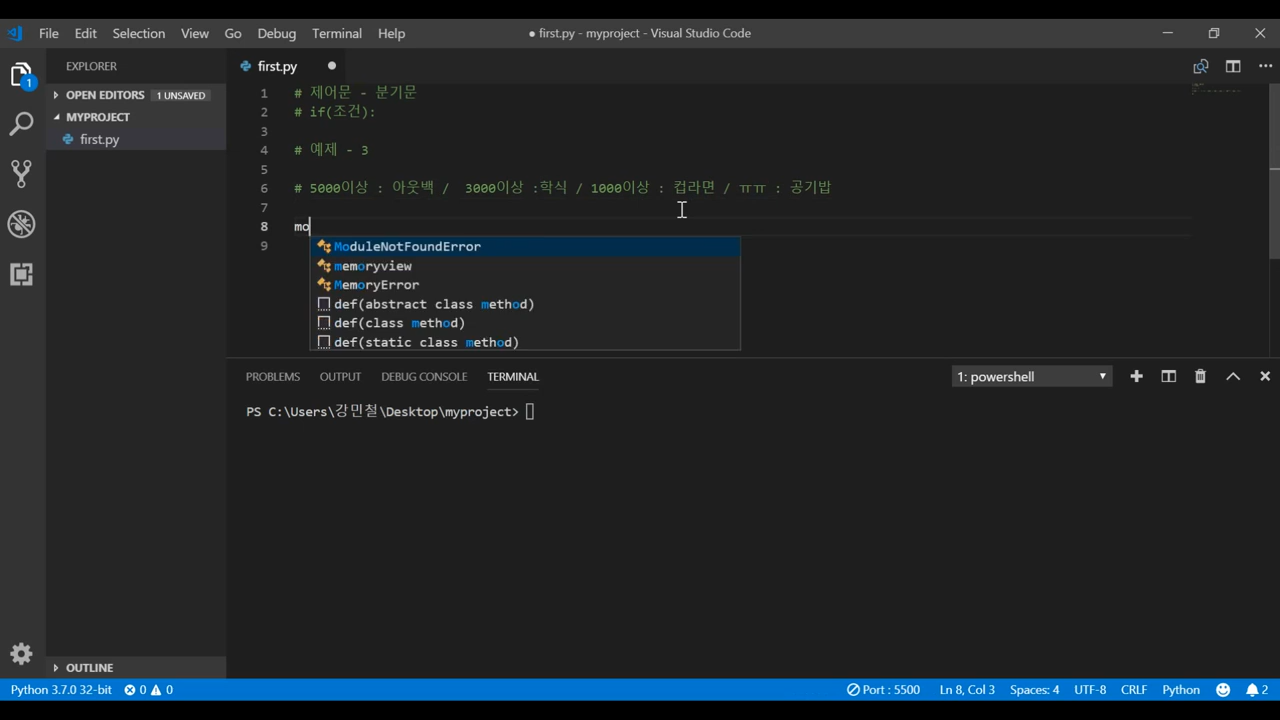 File Edit Selection View Go Debug Terminal Help
● first.py - myproject - Visual Studio Code
EXPLORER
OPEN EDITORS 1 UNSAVED
MYPROJECT
first.py
OUTLINE
1
first.py ●
1 # 제어문 - 분기문
2 # if(조건):
3
4 # 예제 - 3
5
6 # 5000이상 : 아웃백 / 3000이상 :학식 / 1000이상 : 컵라면 / ㅠㅠ : 공기밥
7
8 mo
9
ModuleNotFoundError
memoryview
MemoryError
def(abstract class method)
def(class method)
def(static class method)
PROBLEMS OUTPUT DEBUG CONSOLE TERMINAL 1: powershell
PS C:\Users\강민철\Desktop\myproject>
Python 3.7.0 32-bit 0 0 Port : 5500 Ln 8, Col 3 Spaces: 4 UTF-8 CRLF Python 2